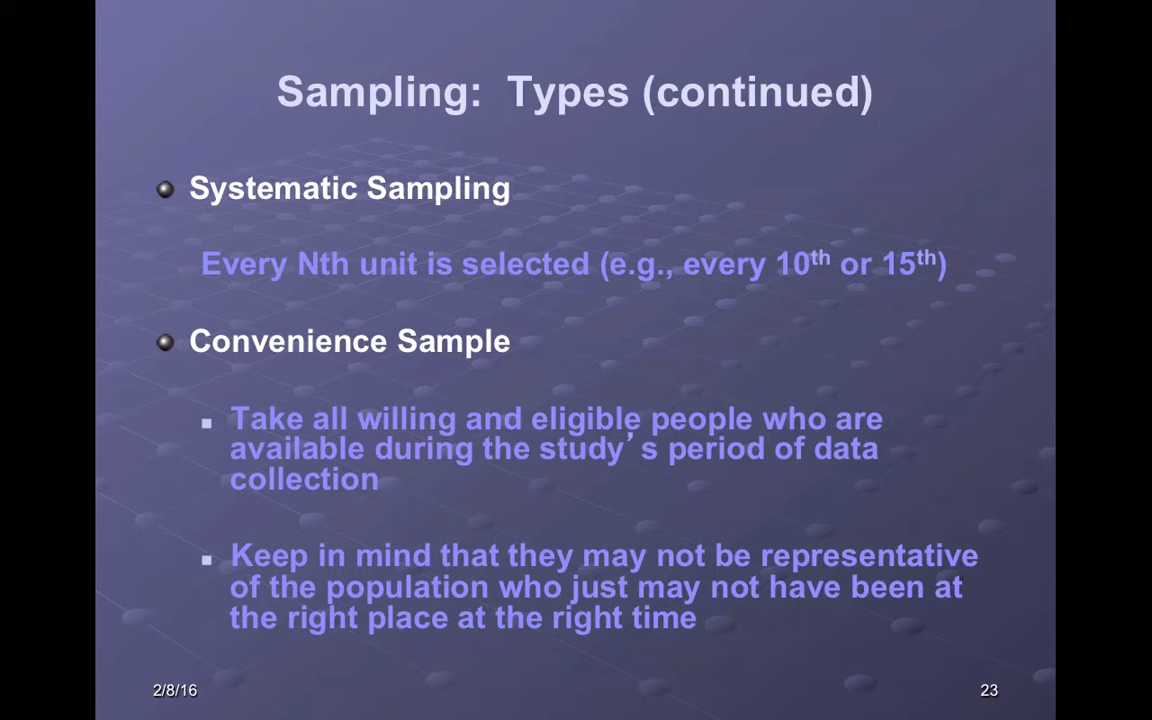 Sampling: Types (continued)
Systematic Sampling
Every Nth unit is selected (e.g., every 10th or 15th)
Convenience Sample
Take all willing and eligible people who are
available during the study’s period of data
collection
Keep in mind that they may not be representative
of the population who just may not have been at
the right place at the right time
2/8/16
23